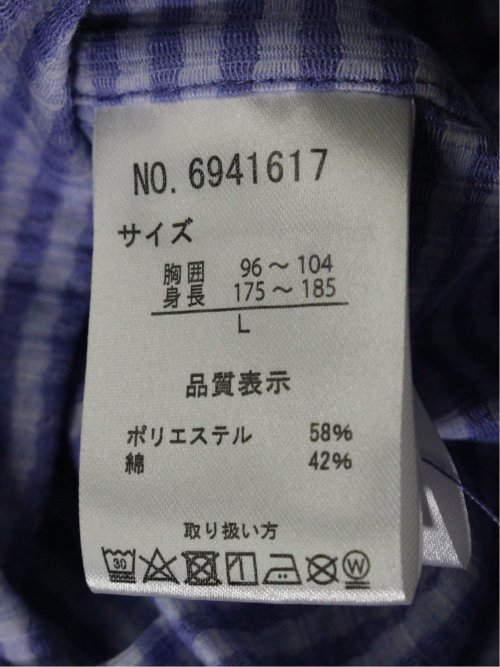 NO. 6941617
サイズ
胸囲 96～104
身長 175～185
L
品質表示
ポリエステル 58%
綿 42%
取り扱い方
30
W